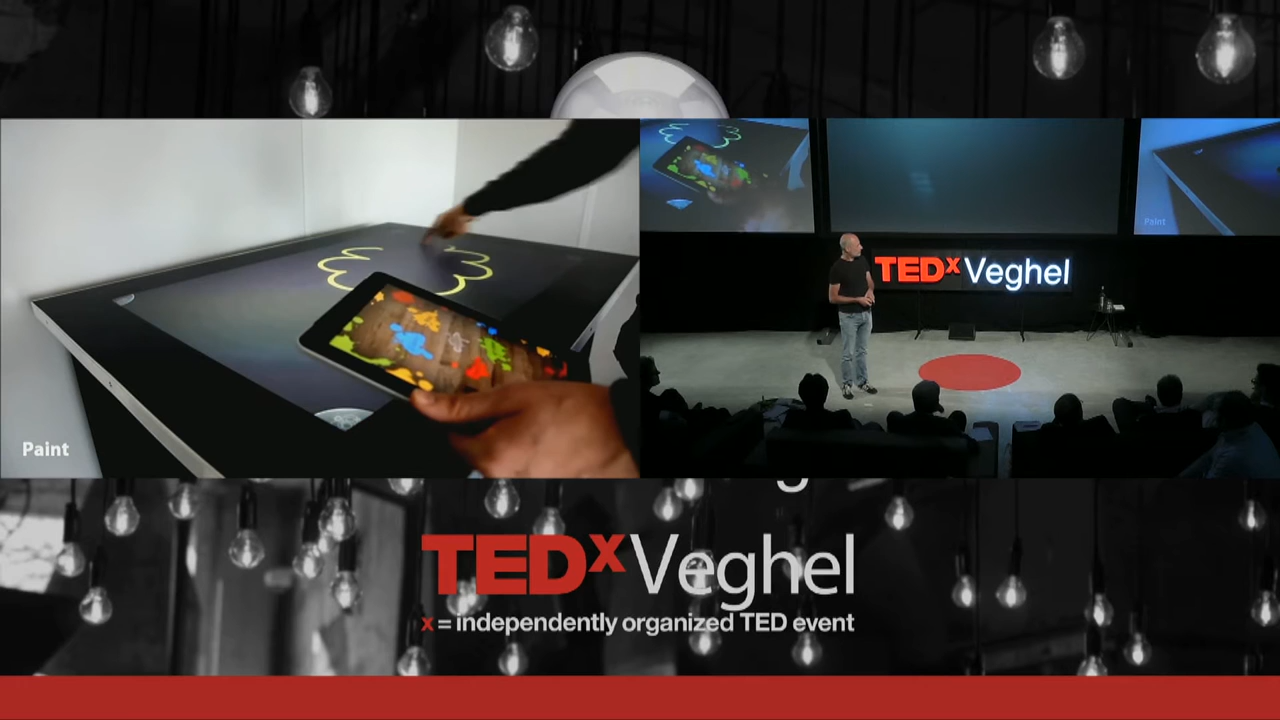 Paint
Paint
TEDxVeghel
g
TEDxVeghel
x = independently organized TED event